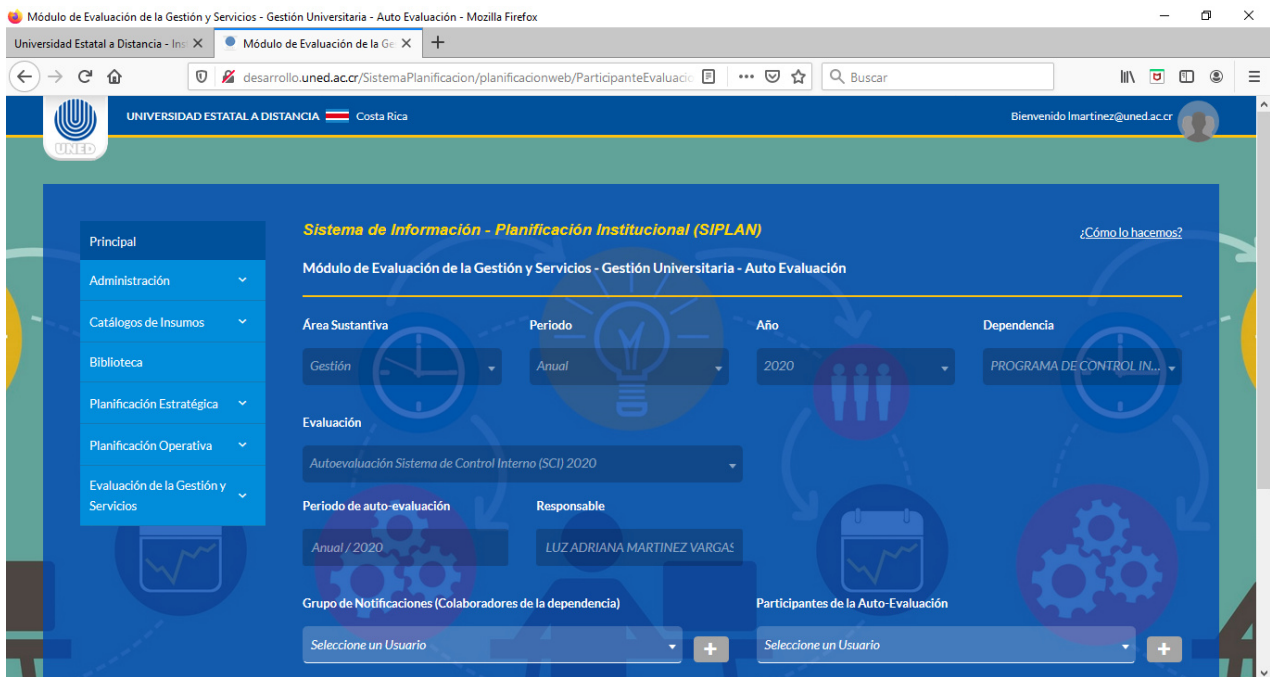 Módulo de Evaluación de la Gestión y Servicios - Gestión Universitaria - Auto Evaluación - Mozilla Firefox
Universidad Estatal a Distancia - Ins
Módulo de Evaluación de la Ge
desarrollo.uned.ac.cr/SistemaPlanificacion/planificacionweb/ParticipanteEvaluacio
Buscar
UNED
UNIVERSIDAD ESTATAL A DISTANCIA Costa Rica
Bienvenido lmartinez@uned.ac.cr
Principal
Administración
Catálogos de Insumos
Biblioteca
Planificación Estratégica
Planificación Operativa
Evaluación de la Gestión y
Servicios
Sistema de Información - Planificación Institucional (SIPLAN)
¿Cómo lo hacemos?
Módulo de Evaluación de la Gestión y Servicios - Gestión Universitaria - Auto Evaluación
Área Sustantiva
Periodo
Año
Dependencia
Gestión
Anual
2020
PROGRAMA DE CONTROL IN...
Evaluación
Autoevaluación Sistema de Control Interno (SCI) 2020
Periodo de auto-evaluación
Responsable
Anual / 2020
LUZ ADRIANA MARTINEZ VARGAS
Grupo de Notificaciones (Colaboradores de la dependencia)
Participantes de la Auto-Evaluación
Seleccione un Usuario
Seleccione un Usuario